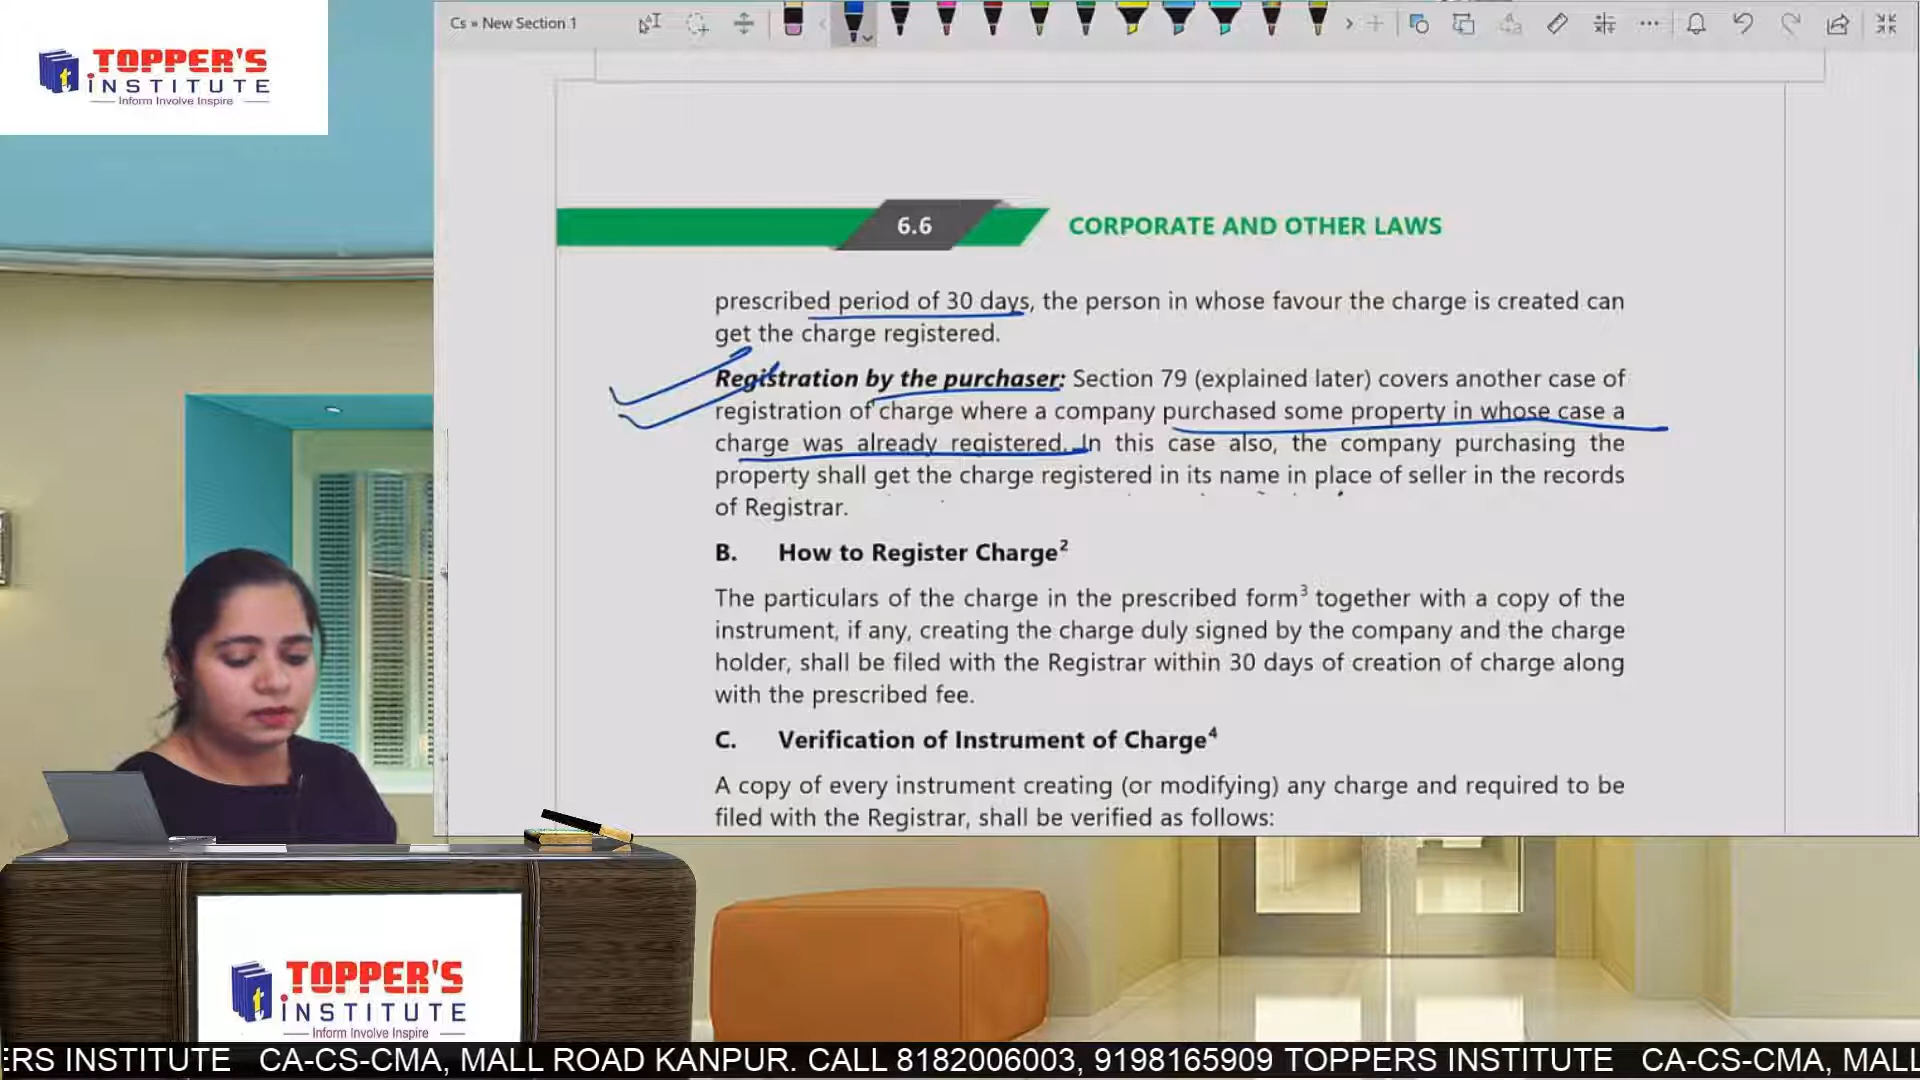 Cs » New Section 1
TOPPER'S
INSTITUTE
Inform Involve Inspire
6.6
CORPORATE AND OTHER LAWS
prescribed period of 30 days, the person in whose favour the charge is created can
get the charge registered.
Registration by the purchaser: Section 79 (explained later) covers another case of
registration of charge where a company purchased some property in whose case a
charge was already registered. In this case also, the company purchasing the
property shall get the charge registered in its name in place of seller in the records
of Registrar.
B. How to Register Charge²
The particulars of the charge in the prescribed form³ together with a copy of the
instrument, if any, creating the charge duly signed by the company and the charge
holder, shall be filed with the Registrar within 30 days of creation of charge along
with the prescribed fee.
C. Verification of Instrument of Charge⁴
A copy of every instrument creating (or modifying) any charge and required to be
filed with the Registrar, shall be verified as follows:
t
TOPPER'S
INSTITUTE
Inform Involve Inspire
ERS INSTITUTE CA-CS-CMA, MALL ROAD KANPUR. CALL 8182006003, 9198165909 TOPPERS INSTITUTE CA-CS-CMA, MALL